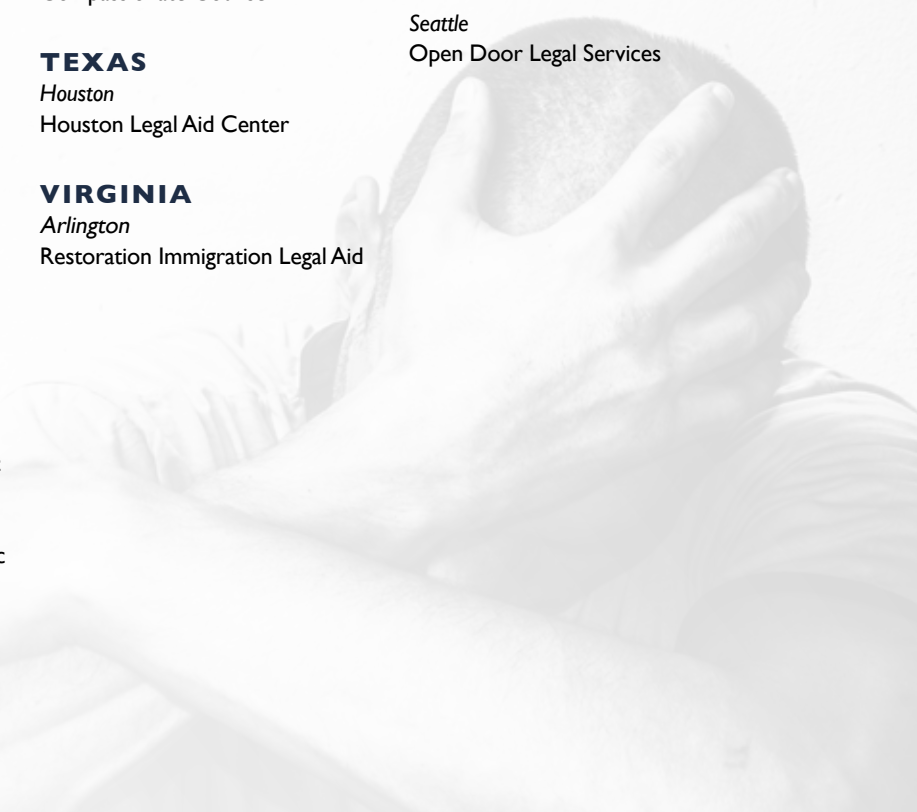 TEXAS
Houston
Houston Legal Aid Center
VIRGINIA
Arlington
Restoration Immigration Legal Aid
Seattle
Open Door Legal Services